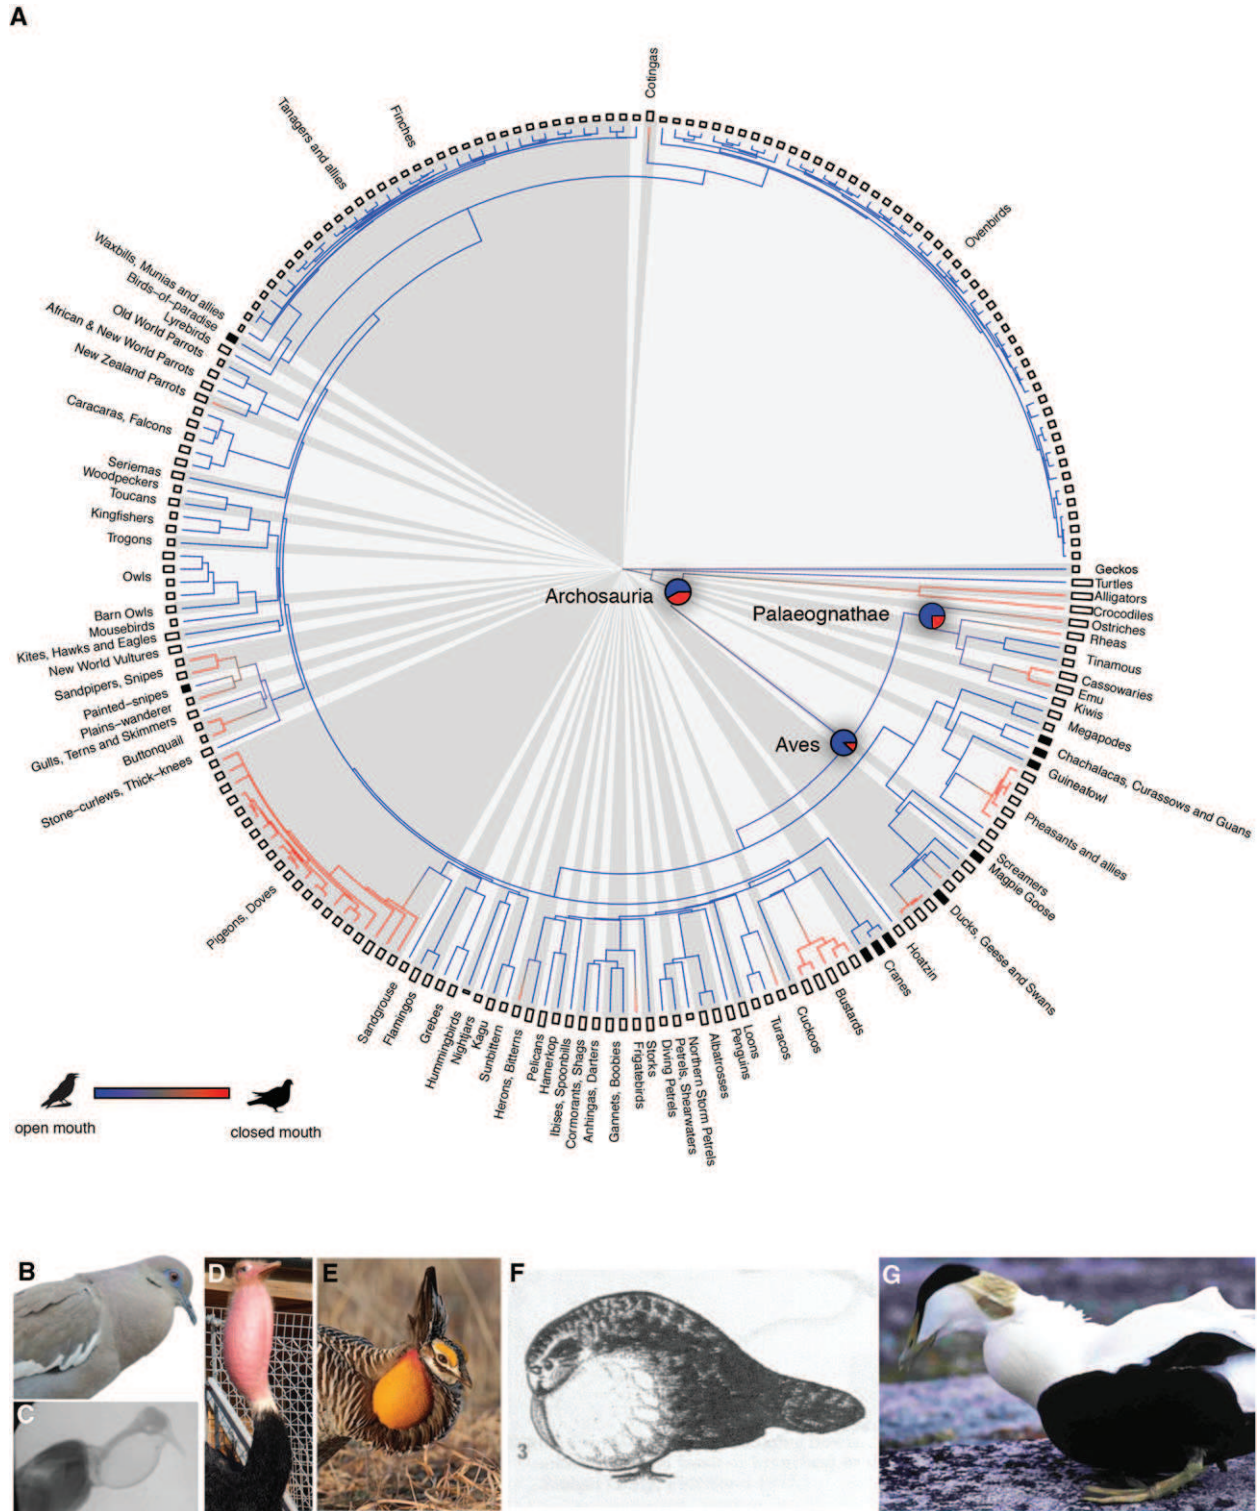 A
Cotingas
Finches
Tanagers and allies
Ovenbirds
Waxbills, Munias and allies
Birds-of-paradise
Lyrebirds
Old World Parrots
African & New World Parrots
New Zealand Parrots
Caracaras, Falcons
Seriemas
Woodpeckers
Toucans
Kingfishers
Trogons
Owls
Barn Owls
Mousebirds
Kites, Hawks and Eagles
New World Vultures
Sandpipers, Snipes
Painted-snipes
Plains-wanderer
Gulls, Terns and Skimmers
Buttonquail
Stone-curlews, Thick-knees
Pigeons, Doves
Sandgrouse
Flamingos
Grebes
Hummingbirds
Nightjars
Kagu
Sunbittern
Herons, Bitterns
Pelicans
Hamerkop
Ibises, Spoonbills
Cormorants, Shags
Anhingas, Darters
Gannets, Boobies
Frigatebirds
Storks
Diving Petrels
Petrels, Shearwaters
Northern Storm Petrels
Albatrosses
Penguins
Loons
Turacos
Cuckoos
Bustards
Cranes
Hoatzin
Ducks, Geese and Swans
Magpie Goose
Screamers
Pheasants and allies
Guineafowl
Chachalacas, Curassows and Guans
Megapodes
Kiwis
Emu
Cassowaries
Tinamous
Rheas
Ostriches
Crocodiles
Alligators
Turtles
Geckos
Archosauria
Palaeognathae
Aves
open mouth
closed mouth
B
C
D
E
F
3
G